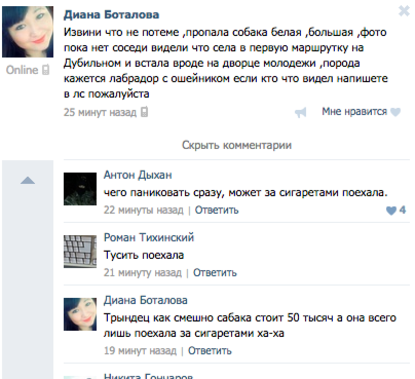 Диана Боталова
Извини что не потеме ,пропала собака белая ,большая ,фото
пока нет соседи видели что села в первую маршрутку на
Дубильном и встала вроде на дворце молодежи ,порода
кажется лабрадор с ошейником если кто что видел напишете
в лс пожалуйста
Online
25 минут назад
Мне нравится
Скрыть комментарии
Антон Дыхан
чего паниковать сразу, может за сигаретами поехала.
22 минуты назад | Ответить
4
Роман Тихинский
Тусить поехала
21 минуту назад | Ответить
Диана Боталова
Трындец как смешно сабака стоит 50 тысяч а она всего
лишь поехала за сигаретами ха-ха
19 минут назад | Ответить
Никита Гончаров